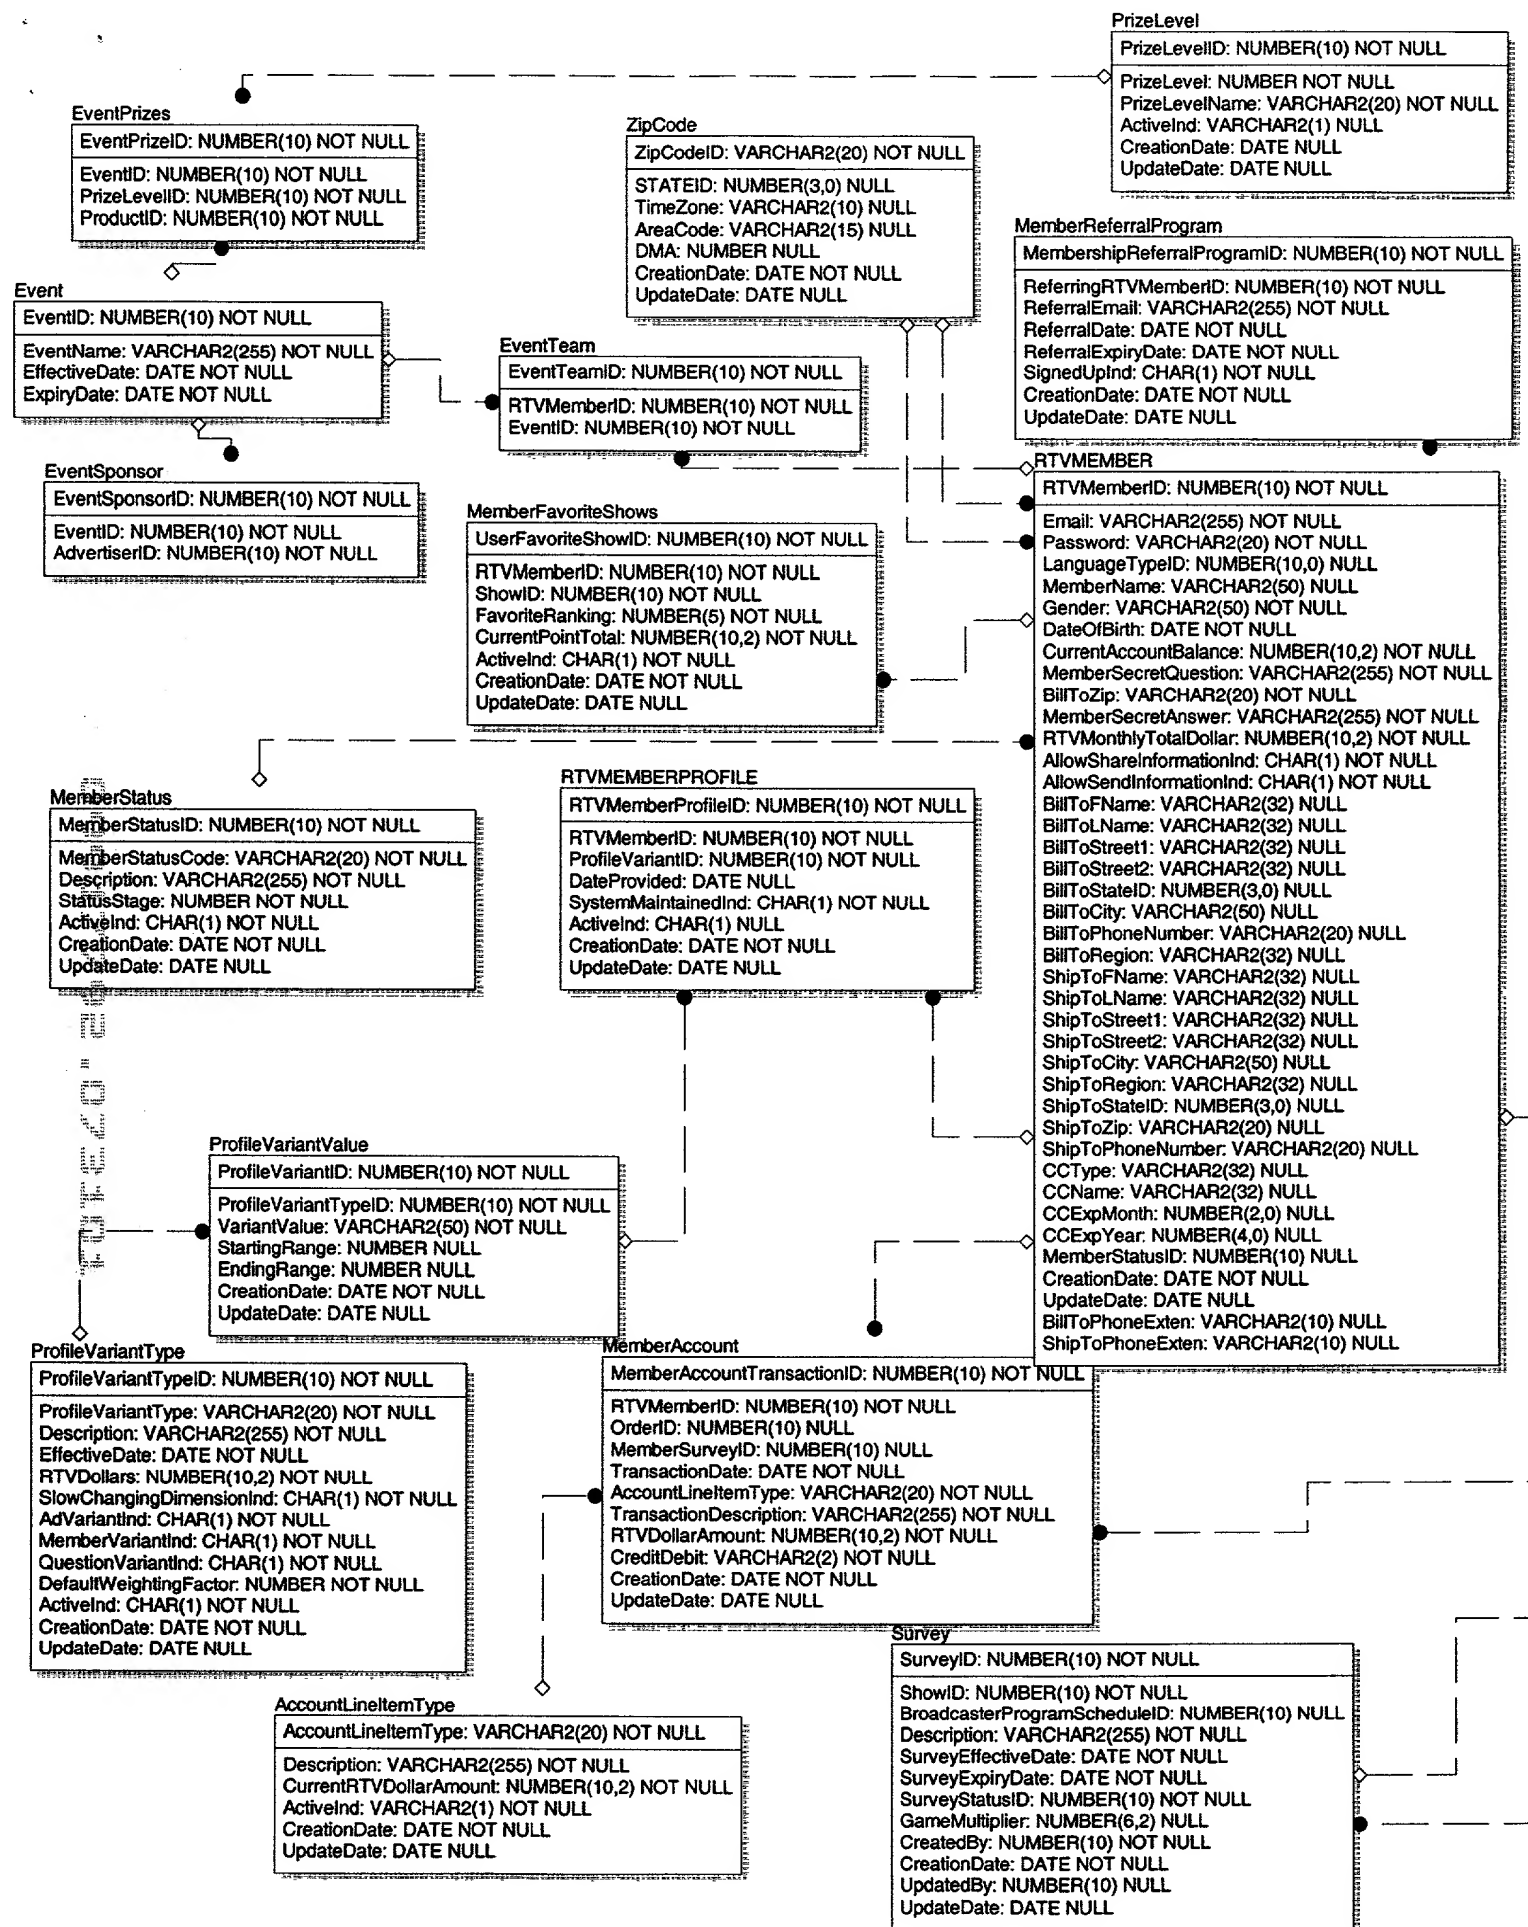 PrizeLevel
PrizeLevelID: NUMBER(10) NOT NULL
PrizeLevel: NUMBER NOT NULL
PrizeLevelName: VARCHAR2(20) NOT NULL
ActiveInd: VARCHAR2(1) NULL
CreationDate: DATE NULL
UpdateDate: DATE NULL
EventPrizes
EventPrizeID: NUMBER(10) NOT NULL
EventID: NUMBER(10) NOT NULL
PrizeLevelID: NUMBER(10) NOT NULL
ProductID: NUMBER(10) NOT NULL
ZipCode
ZipCodeID: VARCHAR2(20) NOT NULL
STATEID: NUMBER(3,0) NULL
TimeZone: VARCHAR2(10) NULL
AreaCode: VARCHAR2(15) NULL
DMA: NUMBER NULL
CreationDate: DATE NOT NULL
UpdateDate: DATE NULL
MemberReferralProgram
MembershipReferralProgramID: NUMBER(10) NOT NULL
ReferringRTVMemberID: NUMBER(10) NOT NULL
ReferralEmail: VARCHAR2(255) NOT NULL
ReferralDate: DATE NOT NULL
ReferralExpiryDate: DATE NOT NULL
SignedUpInd: CHAR(1) NOT NULL
CreationDate: DATE NOT NULL
UpdateDate: DATE NULL
Event
EventID: NUMBER(10) NOT NULL
EventName: VARCHAR2(255) NOT NULL
EffectiveDate: DATE NOT NULL
ExpiryDate: DATE NOT NULL
EventTeam
EventTeamID: NUMBER(10) NOT NULL
RTVMemberID: NUMBER(10) NOT NULL
EventID: NUMBER(10) NOT NULL
EventSponsor
EventSponsorID: NUMBER(10) NOT NULL
EventID: NUMBER(10) NOT NULL
AdvertiserID: NUMBER(10) NOT NULL
MemberFavoriteShows
UserFavoriteShowID: NUMBER(10) NOT NULL
RTVMemberID: NUMBER(10) NOT NULL
ShowID: NUMBER(10) NOT NULL
FavoriteRanking: NUMBER(5) NOT NULL
CurrentPointTotal: NUMBER(10,2) NOT NULL
ActiveInd: CHAR(1) NOT NULL
CreationDate: DATE NOT NULL
UpdateDate: DATE NULL
RTVMEMBER
RTVMemberID: NUMBER(10) NOT NULL
Email: VARCHAR2(255) NOT NULL
Password: VARCHAR2(20) NOT NULL
LanguageTypeID: NUMBER(10,0) NULL
MemberName: VARCHAR2(50) NULL
Gender: VARCHAR2(50) NOT NULL
DateOfBirth: DATE NOT NULL
CurrentAccountBalance: NUMBER(10,2) NOT NULL
MemberSecretQuestion: VARCHAR2(255) NOT NULL
BillToZip: VARCHAR2(20) NOT NULL
MemberSecretAnswer: VARCHAR2(255) NOT NULL
RTVMonthlyTotalDollar: NUMBER(10,2) NOT NULL
AllowShareInformationInd: CHAR(1) NOT NULL
AllowSendInformationInd: CHAR(1) NOT NULL
BillToFName: VARCHAR2(32) NULL
BillToLName: VARCHAR2(32) NULL
BillToStreet1: VARCHAR2(32) NULL
BillToStreet2: VARCHAR2(32) NULL
BillToStateID: NUMBER(3,0) NULL
BillToCity: VARCHAR2(50) NULL
BillToPhoneNumber: VARCHAR2(20) NULL
BillToRegion: VARCHAR2(32) NULL
ShipToFName: VARCHAR2(32) NULL
ShipToLName: VARCHAR2(32) NULL
ShipToStreet1: VARCHAR2(32) NULL
ShipToStreet2: VARCHAR2(32) NULL
ShipToCity: VARCHAR2(50) NULL
ShipToRegion: VARCHAR2(32) NULL
ShipToStateID: NUMBER(3,0) NULL
ShipToZip: VARCHAR2(20) NULL
ShipToPhoneNumber: VARCHAR2(20) NULL
CCType: VARCHAR2(32) NULL
CCName: VARCHAR2(32) NULL
CCExpMonth: NUMBER(2,0) NULL
CCExpYear: NUMBER(4,0) NULL
MemberStatusID: NUMBER(10) NULL
CreationDate: DATE NOT NULL
UpdateDate: DATE NULL
BillToPhoneExten: VARCHAR2(10) NULL
ShipToPhoneExten: VARCHAR2(10) NULL
MemberStatus
MemberStatusID: NUMBER(10) NOT NULL
MemberStatusCode: VARCHAR2(20) NOT NULL
Description: VARCHAR2(255) NOT NULL
StatusStage: NUMBER NOT NULL
ActiveInd: CHAR(1) NOT NULL
CreationDate: DATE NOT NULL
UpdateDate: DATE NULL
RTVMEMBERPROFILE
RTVMemberProfileID: NUMBER(10) NOT NULL
RTVMemberID: NUMBER(10) NOT NULL
ProfileVariantID: NUMBER(10) NOT NULL
DateProvided: DATE NULL
SystemMaintainedInd: CHAR(1) NOT NULL
ActiveInd: CHAR(1) NULL
CreationDate: DATE NOT NULL
UpdateDate: DATE NULL
ProfileVariantValue
ProfileVariantID: NUMBER(10) NOT NULL
ProfileVariantTypeID: NUMBER(10) NOT NULL
VariantValue: VARCHAR2(50) NOT NULL
StartingRange: NUMBER NULL
EndingRange: NUMBER NULL
CreationDate: DATE NOT NULL
UpdateDate: DATE NULL
ProfileVariantType
ProfileVariantTypeID: NUMBER(10) NOT NULL
ProfileVariantType: VARCHAR2(20) NOT NULL
Description: VARCHAR2(255) NOT NULL
EffectiveDate: DATE NOT NULL
RTVDollars: NUMBER(10,2) NOT NULL
SlowChangingDimensionInd: CHAR(1) NOT NULL
AdVariantInd: CHAR(1) NOT NULL
MemberVariantInd: CHAR(1) NOT NULL
QuestionVariantInd: CHAR(1) NOT NULL
DefaultWeightingFactor: NUMBER NOT NULL
ActiveInd: CHAR(1) NOT NULL
CreationDate: DATE NOT NULL
UpdateDate: DATE NULL
MemberAccount
MemberAccountTransactionID: NUMBER(10) NOT NULL
RTVMemberID: NUMBER(10) NOT NULL
OrderID: NUMBER(10) NULL
MemberSurveyID: NUMBER(10) NULL
TransactionDate: DATE NOT NULL
AccountLineItemType: VARCHAR2(20) NOT NULL
TransactionDescription: VARCHAR2(255) NOT NULL
RTVDollarAmount: NUMBER(10,2) NOT NULL
CreditDebit: VARCHAR2(2) NOT NULL
CreationDate: DATE NOT NULL
UpdateDate: DATE NULL
AccountLineItemType
AccountLineItemType: VARCHAR2(20) NOT NULL
Description: VARCHAR2(255) NOT NULL
CurrentRTVDollarAmount: NUMBER(10,2) NOT NULL
ActiveInd: VARCHAR2(1) NOT NULL
CreationDate: DATE NOT NULL
UpdateDate: DATE NULL
Survey
SurveyID: NUMBER(10) NOT NULL
ShowID: NUMBER(10) NOT NULL
BroadcasterProgramScheduleID: NUMBER(10) NULL
Description: VARCHAR2(255) NOT NULL
SurveyEffectiveDate: DATE NOT NULL
SurveyExpiryDate: DATE NOT NULL
SurveyStatusID: NUMBER(10) NOT NULL
GameMultiplier: NUMBER(6,2) NULL
CreatedBy: NUMBER(10) NOT NULL
CreationDate: DATE NOT NULL
UpdatedBy: NUMBER(10) NULL
UpdateDate: DATE NULL